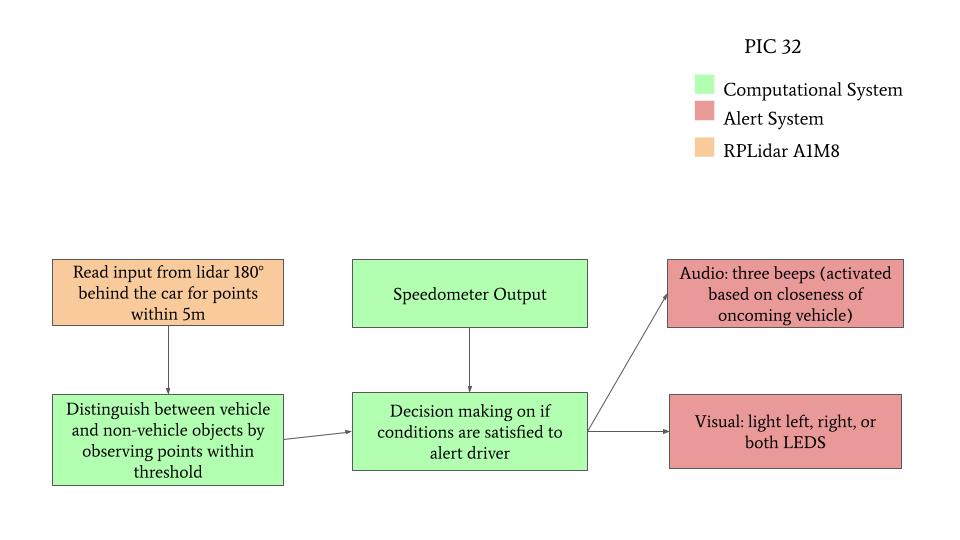 PIC 32
Computational System
Alert System
RPLidar A1M8
Read input from lidar 180°
behind the car for points
within 5m
Speedometer Output
Audio: three beeps (activated
based on closeness of
oncoming vehicle)
Distinguish between vehicle
and non-vehicle objects by
observing points within
threshold
Decision making on if
conditions are satisfied to
alert driver
Visual: light left, right, or
both LEDS